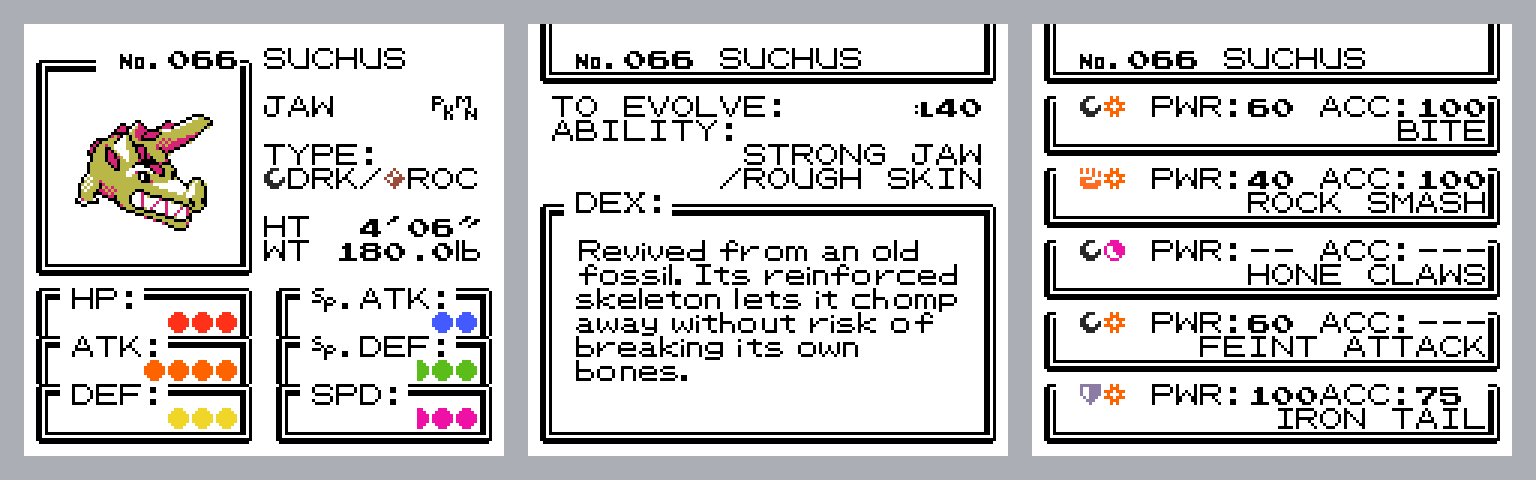 No.066 SUCHUS
JAW PKMN
TYPE:
DRK/ROC
HT 4'06"
WT 180.0lb
HP:
ATK:
DEF:
Sp.ATK:
Sp.DEF:
SPD:
No.066 SUCHUS
TO EVOLVE: :L40
ABILITY:
STRONG JAW
/ROUGH SKIN
DEX:
Revived from an old
fossil. Its reinforced
skeleton lets it chomp
away without risk of
breaking its own
bones.
No.066 SUCHUS
PWR:60 ACC:100
BITE
PWR:40 ACC:100
ROCK SMASH
PWR:-- ACC:---
HONE CLAWS
PWR:60 ACC:---
FEINT ATTACK
PWR:100ACC:75
IRON TAIL